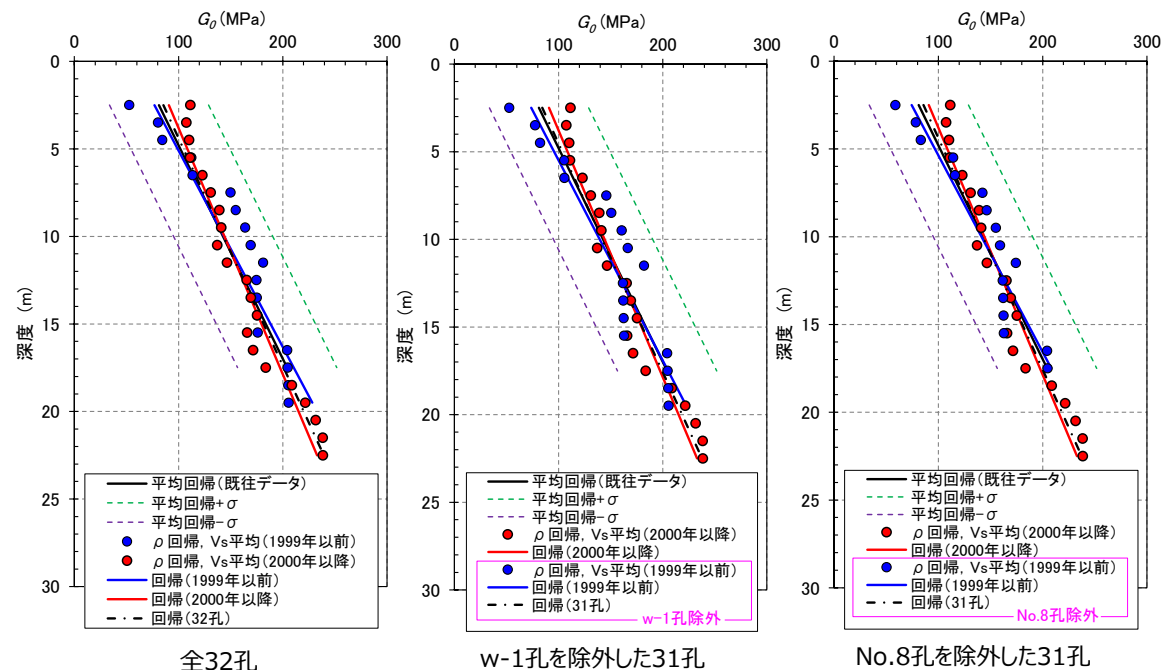 G0 (MPa)
0 100 200 300
0
5
10
15
20
25
30
深度 (m)
平均回帰(既往データ)
平均回帰+σ
平均回帰-σ
ρ回帰, Vs平均(1999年以前)
ρ回帰, Vs平均(2000年以降)
回帰(1999年以前)
回帰(2000年以降)
回帰(32孔)
全32孔
G0 (MPa)
0 100 200 300
0
5
10
15
20
25
30
深度 (m)
平均回帰(既往データ)
平均回帰+σ
平均回帰-σ
ρ回帰, Vs平均(2000年以降)
回帰(2000年以降)
ρ回帰, Vs平均(1999年以前)
回帰(1999年以前)
回帰(31孔)
w-1孔除外
w-1孔を除外した31孔
G0 (MPa)
0 100 200 300
0
5
10
15
20
25
30
深度 (m)
平均回帰(既往データ)
平均回帰+σ
平均回帰-σ
ρ回帰, Vs平均(2000年以降)
回帰(2000年以降)
ρ回帰, Vs平均(1999年以前)
回帰(1999年以前)
回帰(31孔)
No.8孔除外
No.8孔を除外した31孔